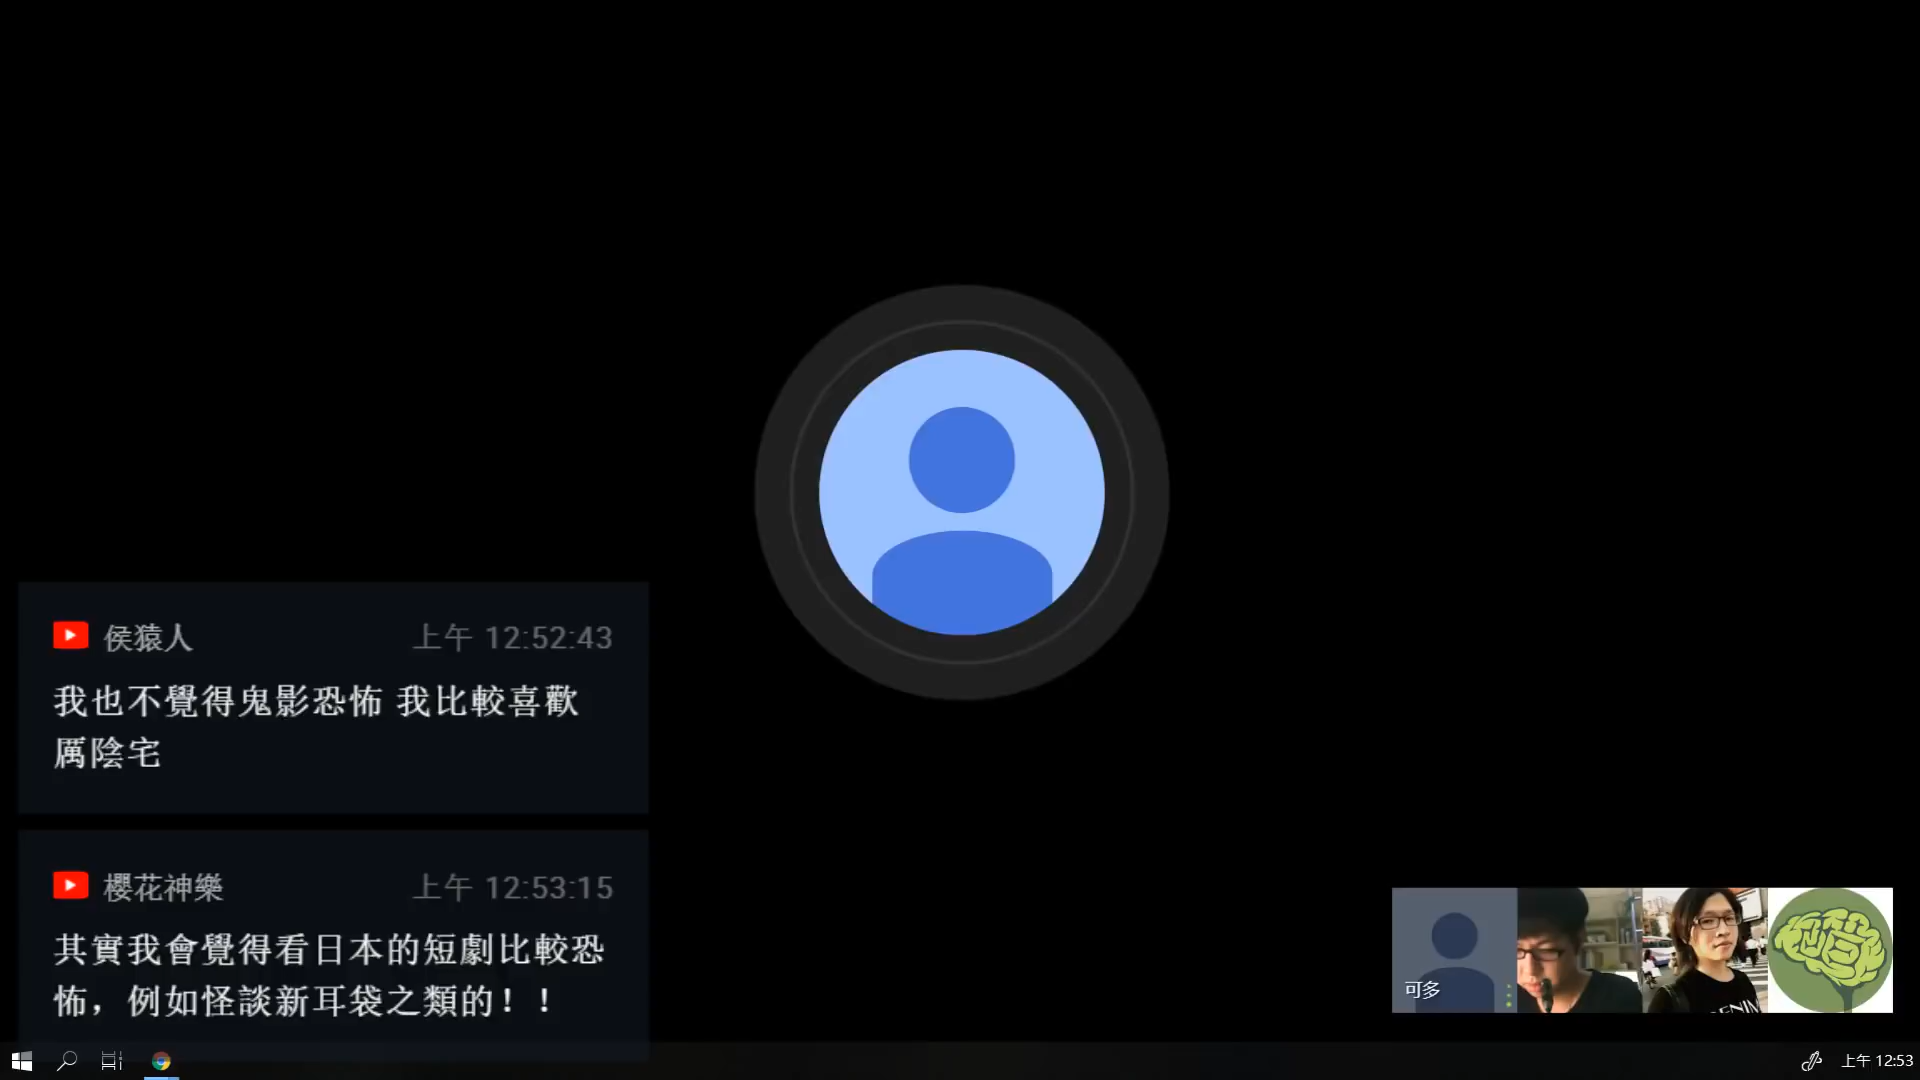 侯猿人 上午 12:52:43
我也不覺得鬼影恐怖 我比較喜歡
厲陰宅
櫻花神樂 上午 12:53:15
其實我會覺得看日本的短劇比較恐
怖，例如怪談新耳袋之類的！！
可多
上午 12:53